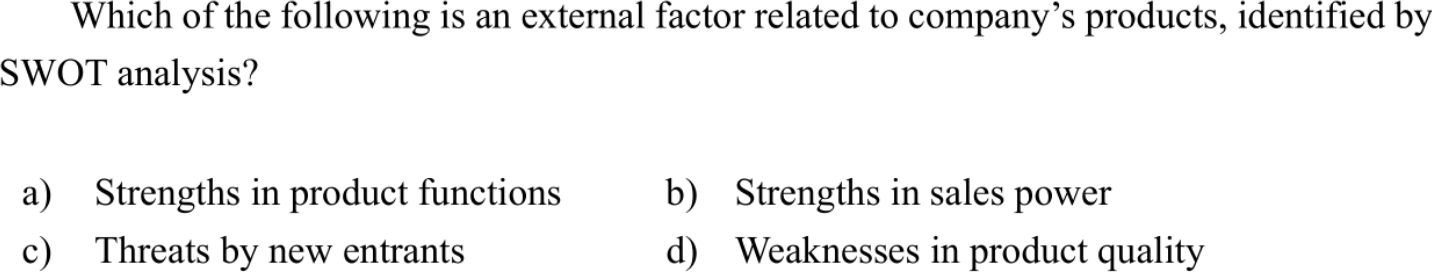 Which of the following is an external factor related to company’s products, identified by
SWOT analysis?
a) Strengths in product functions b) Strengths in sales power
c) Threats by new entrants d) Weaknesses in product quality